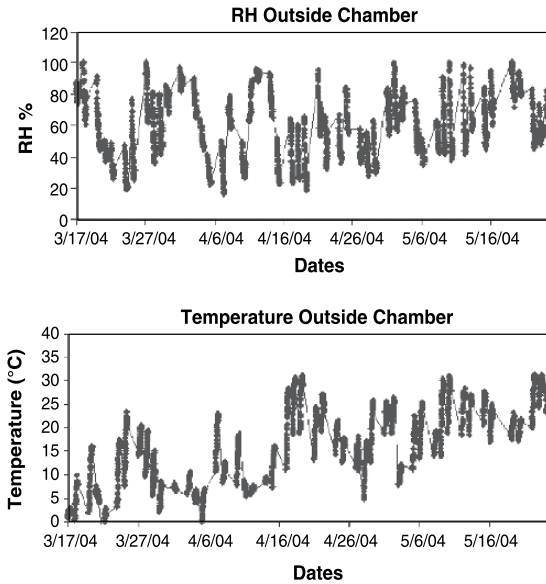 RH Outside Chamber
120
100
80
60
40
20
0
RH %
3/17/04 3/27/04 4/6/04 4/16/04 4/26/04 5/6/04 5/16/04
Dates
Temperature Outside Chamber
40
35
30
25
20
15
10
5
0
Temperature (°C)
3/17/04 3/27/04 4/6/04 4/16/04 4/26/04 5/6/04 5/16/04
Dates